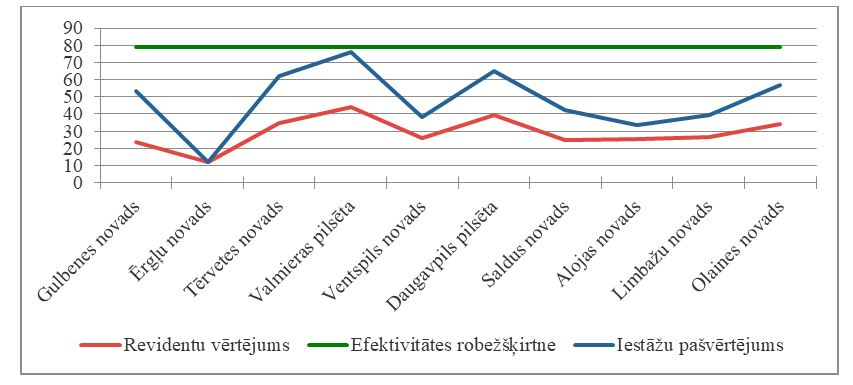 90
80
70
60
50
40
30
20
10
0
Gulbenes novads
Ērgļu novads
Tērvetes novads
Valmieras pilsēta
Ventspils novads
Daugavpils pilsēta
Saldus novads
Alojas novads
Limbažu novads
Olaines novads
Revidentu vērtējums Efektivitātes robežšķirtne Iestāžu pašvērtējums